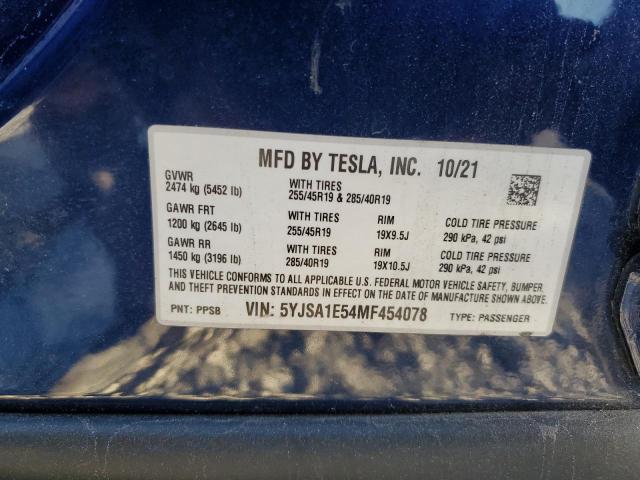 MFD BY TESLA, INC. 10/21
GVWR
2474 kg (5452 lb)
WITH TIRES
255/45R19 & 285/40R19
GAWR FRT
1200 kg (2645 lb)
WITH TIRES
255/45R19
RIM
19X9.5J
COLD TIRE PRESSURE
290 kPa, 42 psi
GAWR RR
1450 kg (3196 lb)
WITH TIRES
285/40R19
RIM
19X10.5J
COLD TIRE PRESSURE
290 kPa, 42 psi
THIS VEHICLE CONFORMS TO ALL APPLICABLE U.S. FEDERAL MOTOR VEHICLE SAFETY, BUMPER,
AND THEFT PREVENTION STANDARDS IN EFFECT ON THE DATE OF MANUFACTURE SHOWN ABOVE.
PNT: PPSB VIN: 5YJSA1E54MF454078 TYPE: PASSENGER